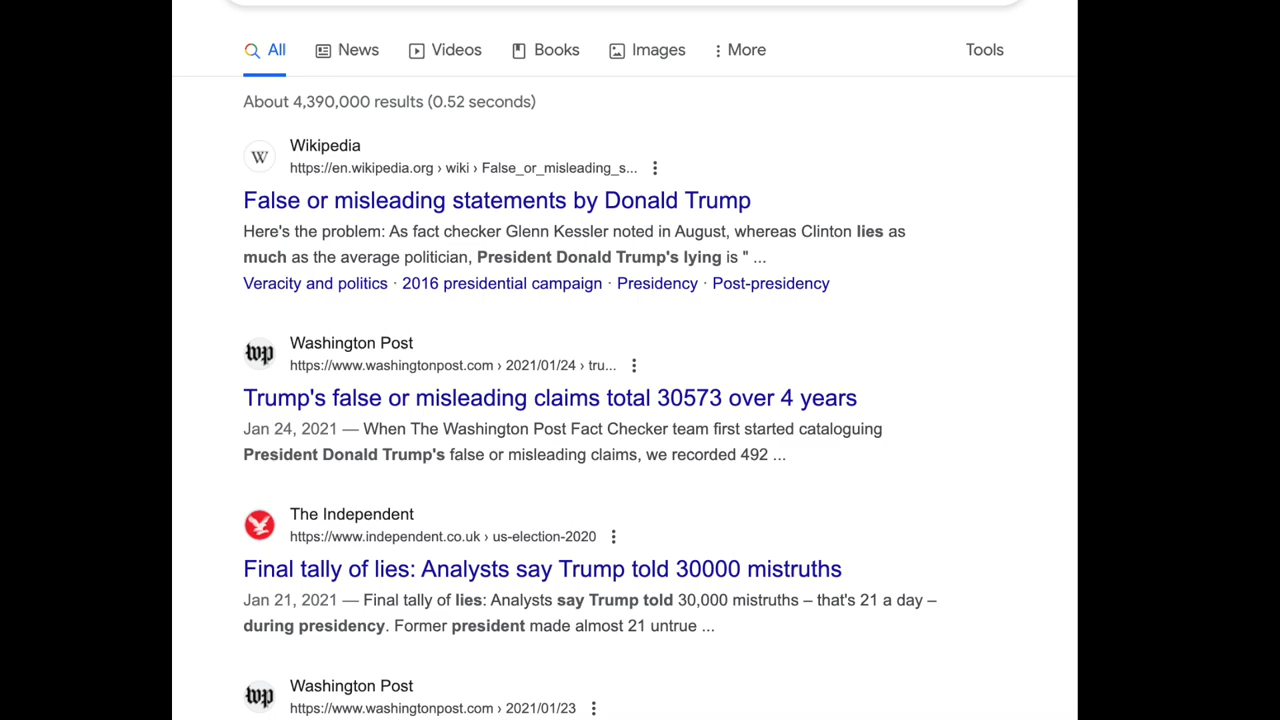 All News Videos Books Images More Tools
About 4,390,000 results (0.52 seconds)
Wikipedia
https://en.wikipedia.org › wiki › False_or_misleading_s...
False or misleading statements by Donald Trump
Here's the problem: As fact checker Glenn Kessler noted in August, whereas Clinton lies as
much as the average politician, President Donald Trump's lying is " ...
Veracity and politics · 2016 presidential campaign · Presidency · Post-presidency
Washington Post
https://www.washingtonpost.com › 2021/01/24 › tru...
Trump's false or misleading claims total 30573 over 4 years
Jan 24, 2021 — When The Washington Post Fact Checker team first started cataloguing
President Donald Trump's false or misleading claims, we recorded 492 ...
The Independent
https://www.independent.co.uk › us-election-2020
Final tally of lies: Analysts say Trump told 30000 mistruths
Jan 21, 2021 — Final tally of lies: Analysts say Trump told 30,000 mistruths – that's 21 a day –
during presidency. Former president made almost 21 untrue ...
Washington Post
https://www.washingtonpost.com › 2021/01/23